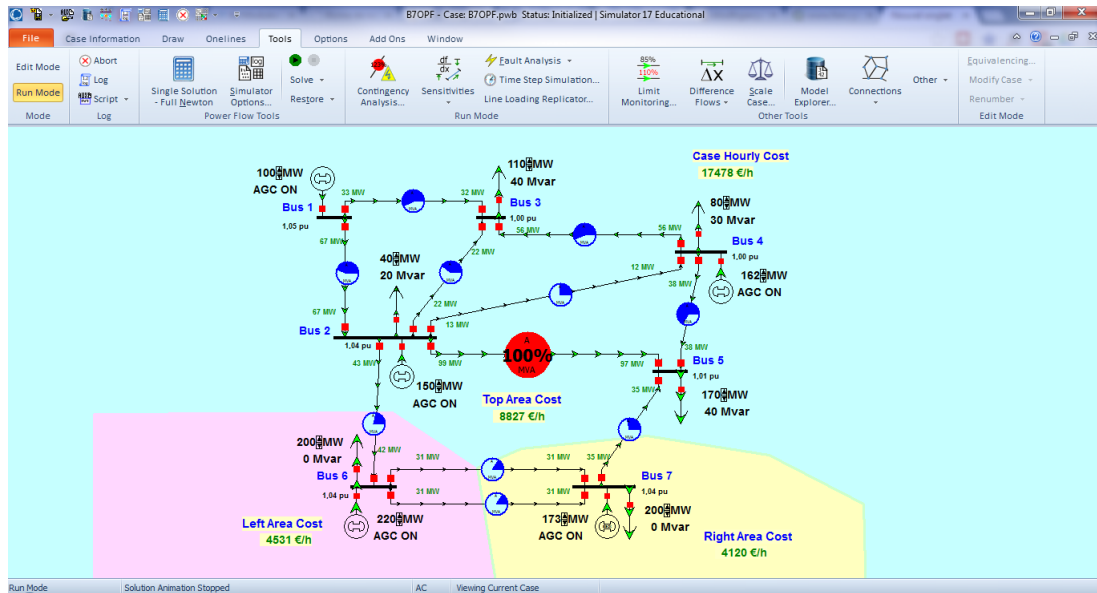 B7OPF - Case: B7OPF.pwb Status: Initialized | Simulator 17 Educational
File Case Information Draw Onelines Tools Options Add Ons Window
Edit Mode
Run Mode
Mode
Abort
Log
Script
Log
Single Solution
- Full Newton
Simulator
Options...
Solve
Restore
Power Flow Tools
Contingency
Analysis...
Sensitivities
Fault Analysis
Time Step Simulation...
Line Loading Replicator...
Run Mode
85%
110%
Limit
Monitoring...
ΔX
Difference
Flows
Scale
Case...
Model
Explorer...
Connections
Other
Other Tools
Equivalencing...
Modify Case
Renumber
Edit Mode
Case Hourly Cost
17478 €/h
100 MW
AGC ON
Bus 1
1,05 pu
33 MW
32 MW
110 MW
40 Mvar
Bus 3
1,00 pu
56 MW
56 MW
80 MW
30 Mvar
Bus 4
1,00 pu
162 MW
AGC ON
67 MW
67 MW
40 MW
20 Mvar
22 MW
22 MW
12 MW
13 MW
38 MW
38 MW
Bus 2
1,04 pu
43 MW
99 MW
A
100%
MVA
97 MW
Bus 5
1,01 pu
150 MW
AGC ON
Top Area Cost
8827 €/h
35 MW
170 MW
40 Mvar
200 MW
0 Mvar
42 MW
Bus 6
1,04 pu
31 MW
31 MW
31 MW
31 MW
35 MW
Bus 7
1,04 pu
220 MW
AGC ON
173 MW
AGC ON
200 MW
0 Mvar
Left Area Cost
4531 €/h
Right Area Cost
4120 €/h
Run Mode Solution Animation Stopped AC Viewing Current Case